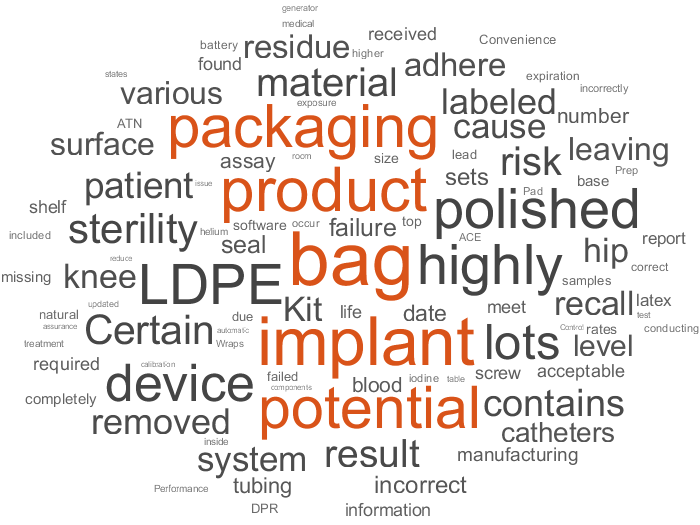 generator
medical
residue received Convenience
battery higher
found adhere
states material expiration
various labeled incorrectly
exposure
packaging cause number
ATN
surface room risk leaving
assay size lead
product sets Prep
patient issue base
Pad
shelf polished
sterility software occur top
included helium failure ACE report
seal bag highly hip
reduce correct
missing knee LDPE samples
updated Kit life date meet recall latex
natural due test
assurance Certain automatic implant lots Control rates conducting
treatment Wraps level
required calibration screw acceptable
failed iodine table
device components blood
completely potential contains
removed
inside catheters
system result manufacturing
Performance tubing incorrect
DPR information